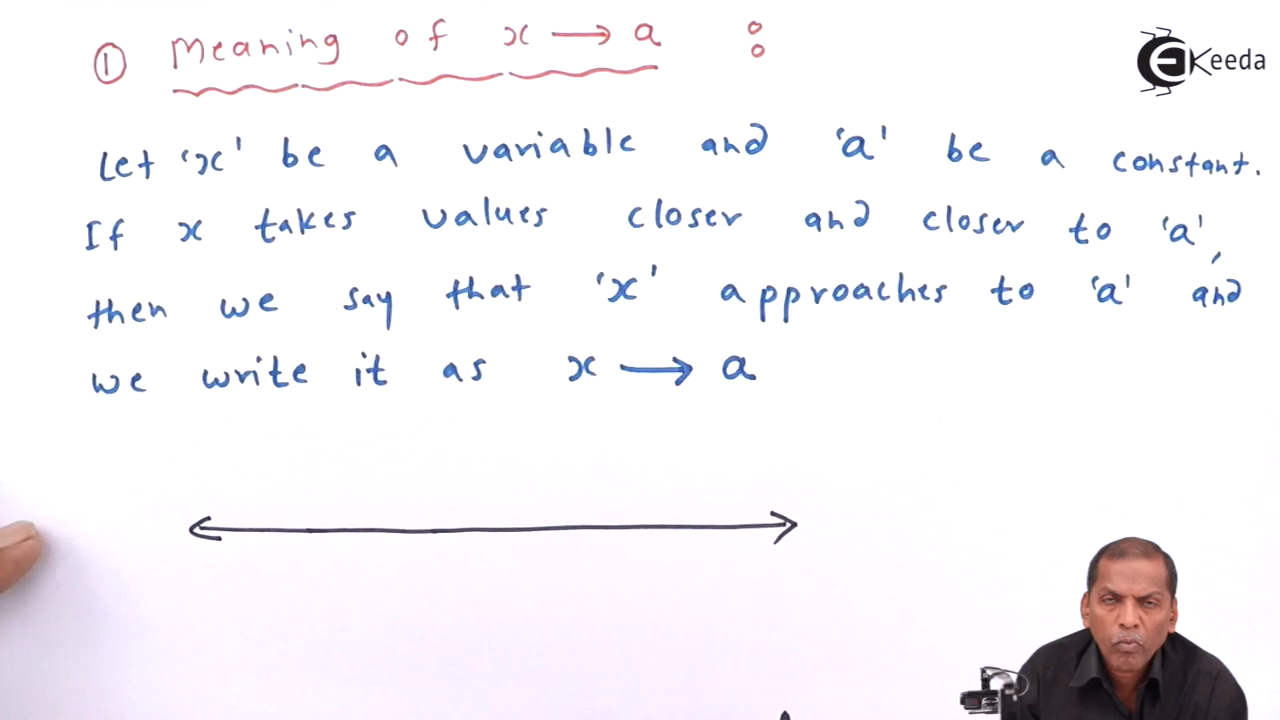 ① Meaning of x → a :
Let 'x' be a variable and 'a' be a constant.
If x takes values closer and closer to 'a',
then we say that 'x' approaches to 'a' and
we write it as x → a
EKeeda